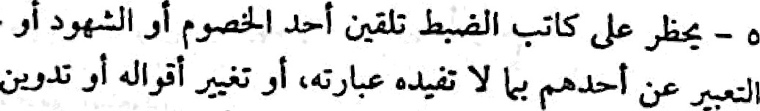 ٥ - يحظر على كاتب الضبط تلقين أحد الخصوم أو الشهود أو
التعبير عن أحدهم بما لا تفيده عبارته، أو تغيير أقواله أو تدوين